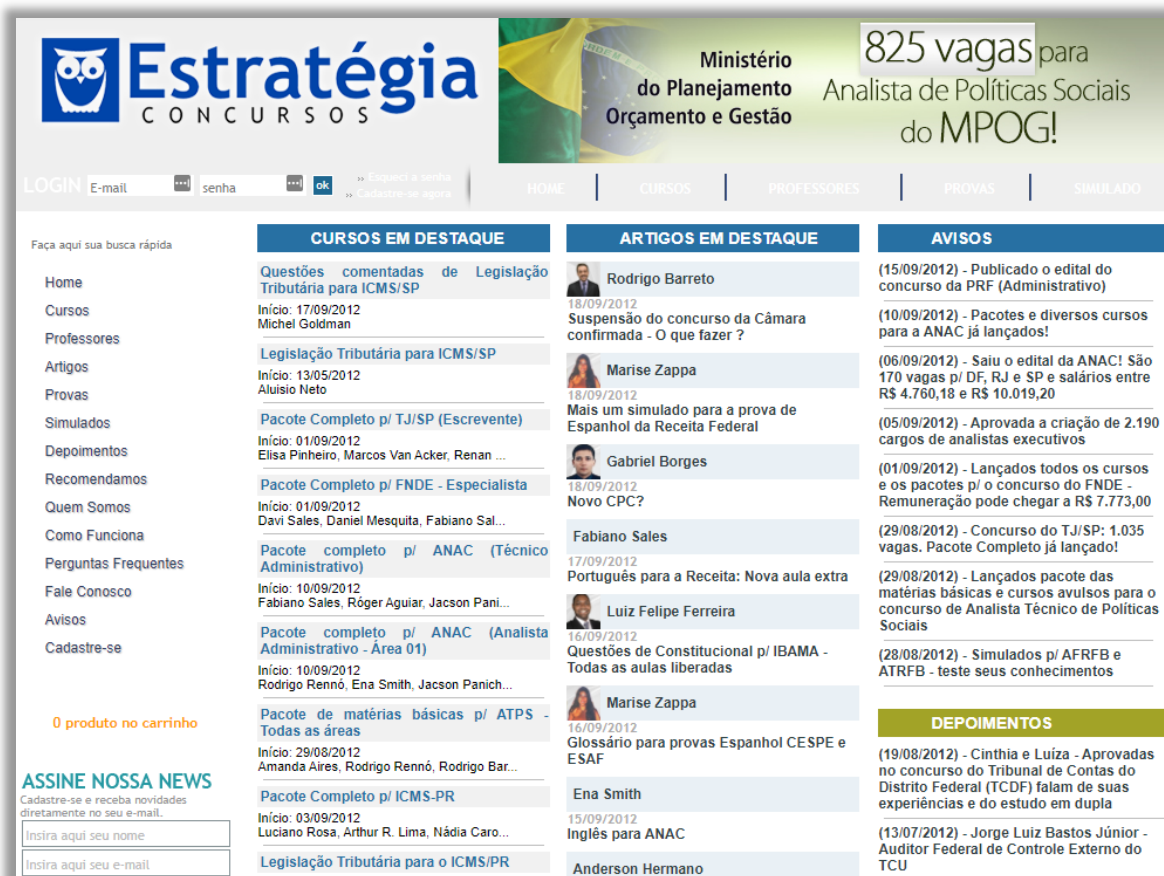 Estratégia
CONCURSOS
Ministério
do Planejamento
Orçamento e Gestão
825 vagas para
Analista de Políticas Sociais
do MPOG!
LOGIN E-mail senha ok
›› Esqueci a senha
›› Cadastre-se agora
HOME CURSOS PROFESSORES PROVAS SIMULADO
Faça aqui sua busca rápida
Home
Cursos
Professores
Artigos
Provas
Simulados
Depoimentos
Recomendamos
Quem Somos
Como Funciona
Perguntas Frequentes
Fale Conosco
Avisos
Cadastre-se
0 produto no carrinho
ASSINE NOSSA NEWS
Cadastre-se e receba novidades
diretamente no seu e-mail.
Insira aqui seu nome
Insira aqui seu e-mail
CURSOS EM DESTAQUE
Questões comentadas de Legislação
Tributária para ICMS/SP
Início: 17/09/2012
Michel Goldman
Legislação Tributária para ICMS/SP
Início: 13/05/2012
Aluisio Neto
Pacote Completo p/ TJ/SP (Escrevente)
Início: 01/09/2012
Elisa Pinheiro, Marcos Van Acker, Renan ...
Pacote Completo p/ FNDE - Especialista
Início: 01/09/2012
Davi Sales, Daniel Mesquita, Fabiano Sal...
Pacote completo p/ ANAC (Técnico
Administrativo)
Início: 10/09/2012
Fabiano Sales, Róger Aguiar, Jacson Pani...
Pacote completo p/ ANAC (Analista
Administrativo - Área 01)
Início: 10/09/2012
Rodrigo Rennó, Ena Smith, Jacson Panich...
Pacote de matérias básicas p/ ATPS -
Todas as áreas
Início: 29/08/2012
Amanda Aires, Rodrigo Rennó, Rodrigo Bar...
Pacote Completo p/ ICMS-PR
Início: 03/09/2012
Luciano Rosa, Arthur R. Lima, Nádia Caro...
Legislação Tributária para o ICMS/PR
ARTIGOS EM DESTAQUE
Rodrigo Barreto
18/09/2012
Suspensão do concurso da Câmara
confirmada - O que fazer ?
Marise Zappa
18/09/2012
Mais um simulado para a prova de
Espanhol da Receita Federal
Gabriel Borges
18/09/2012
Novo CPC?
Fabiano Sales
17/09/2012
Português para a Receita: Nova aula extra
Luiz Felipe Ferreira
16/09/2012
Questões de Constitucional p/ IBAMA -
Todas as aulas liberadas
Marise Zappa
16/09/2012
Glossário para provas Espanhol CESPE e
ESAF
Ena Smith
15/09/2012
Inglês para ANAC
Anderson Hermano
AVISOS
(15/09/2012) - Publicado o edital do
concurso da PRF (Administrativo)
(10/09/2012) - Pacotes e diversos cursos
para a ANAC já lançados!
(06/09/2012) - Saiu o edital da ANAC! São
170 vagas p/ DF, RJ e SP e salários entre
R$ 4.760,18 e R$ 10.019,20
(05/09/2012) - Aprovada a criação de 2.190
cargos de analistas executivos
(01/09/2012) - Lançados todos os cursos
e os pacotes p/ o concurso do FNDE -
Remuneração pode chegar a R$ 7.773,00
(29/08/2012) - Concurso do TJ/SP: 1.035
vagas. Pacote Completo já lançado!
(29/08/2012) - Lançados pacote das
matérias básicas e cursos avulsos para o
concurso de Analista Técnico de Políticas
Sociais
(28/08/2012) - Simulados p/ AFRFB e
ATRFB - teste seus conhecimentos
DEPOIMENTOS
(19/08/2012) - Cinthia e Luíza - Aprovadas
no concurso do Tribunal de Contas do
Distrito Federal (TCDF) falam de suas
experiências e do estudo em dupla
(13/07/2012) - Jorge Luiz Bastos Júnior -
Auditor Federal de Controle Externo do
TCU